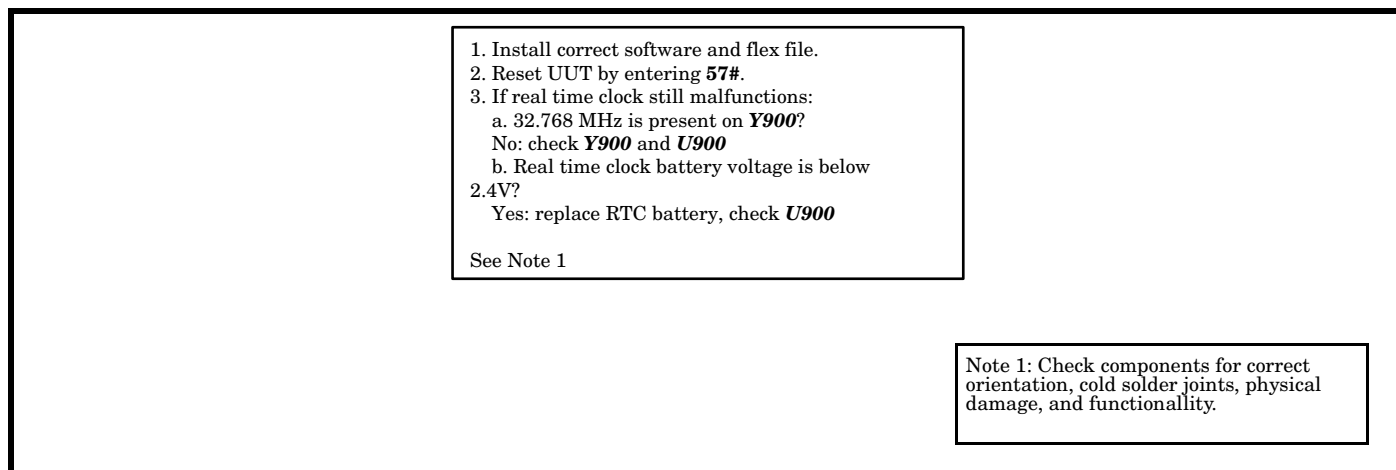 1. Install correct software and flex file.
2. Reset UUT by entering 57#.
3. If real time clock still malfunctions:
a. 32.768 MHz is present on Y900?
No: check Y900 and U900
b. Real time clock battery voltage is below
2.4V?
Yes: replace RTC battery, check U900
See Note 1
Note 1: Check components for correct
orientation, cold solder joints, physical
damage, and functionallity.